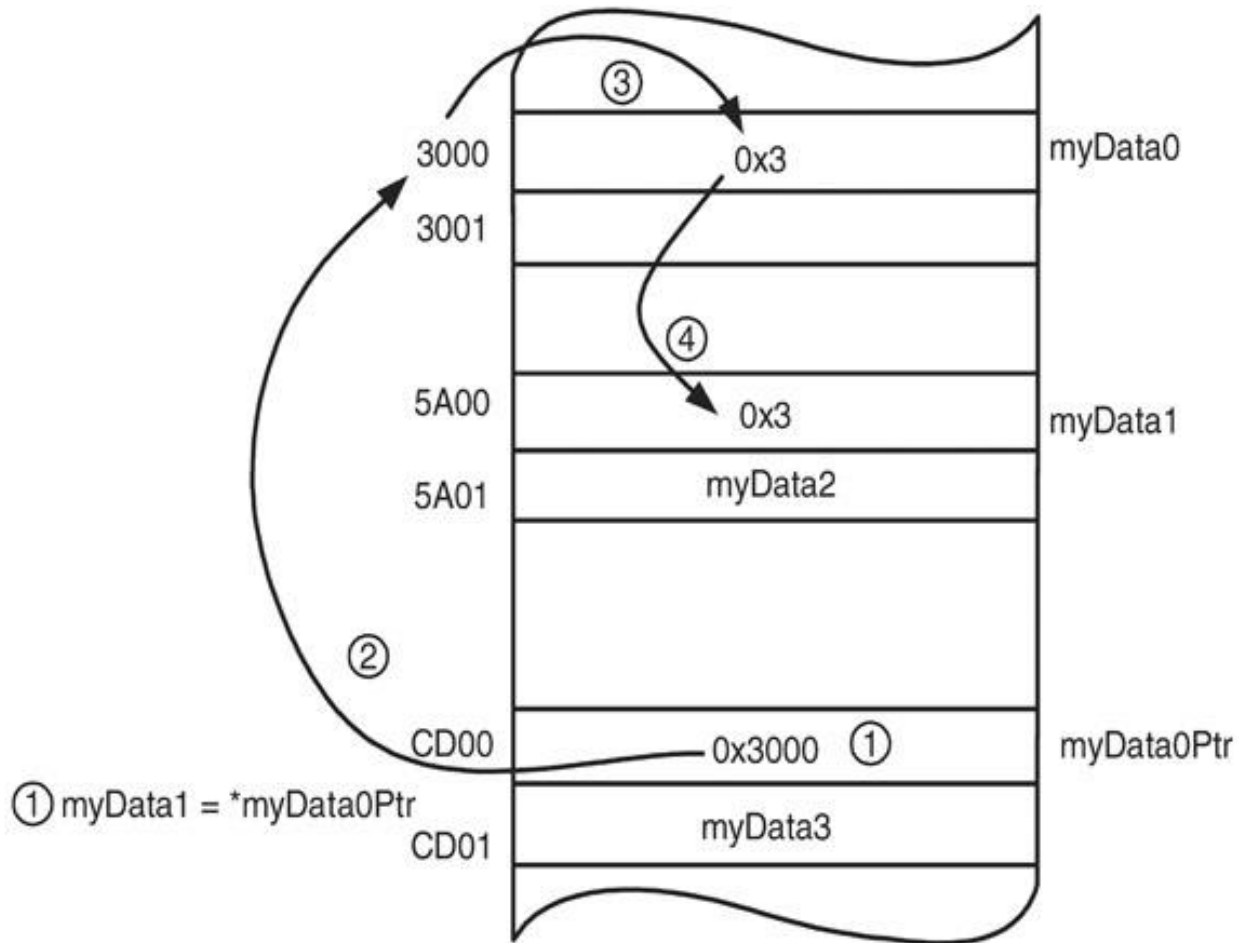 ③
3000 0x3 myData0
3001
④
5A00 0x3 myData1
5A01 myData2
②
CD00 0x3000 ① myData0Ptr
① myData1 = *myData0Ptr
CD01 myData3